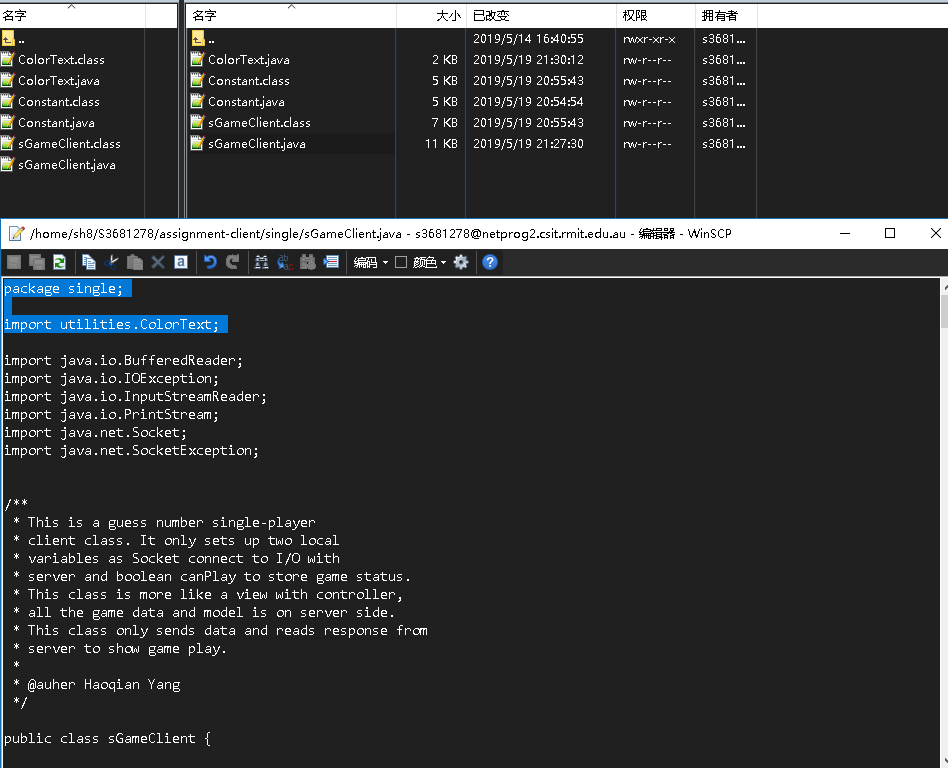 名字
名字 大小 已改变 权限 拥有者
.. .. 2019/5/14 16:40:55 rwxr-xr-x s3681...
ColorText.class ColorText.java 2 KB 2019/5/19 21:30:12 rw-r--r-- s3681...
ColorText.java Constant.class 5 KB 2019/5/19 20:55:43 rw-r--r-- s3681...
Constant.class Constant.java 5 KB 2019/5/19 20:54:54 rw-r--r-- s3681...
Constant.java sGameClient.class 7 KB 2019/5/19 20:55:43 rw-r--r-- s3681...
sGameClient.class sGameClient.java 11 KB 2019/5/19 21:27:30 rw-r--r-- s3681...
sGameClient.java
/home/sh8/S3681278/assignment-client/single/sGameClient.java - s3681278@netprog2.csit.rmit.edu.au - 编辑器 - WinSCP
编码 颜色
package single;
import utilities.ColorText;
import java.io.BufferedReader;
import java.io.IOException;
import java.io.InputStreamReader;
import java.io.PrintStream;
import java.net.Socket;
import java.net.SocketException;
/**
* This is a guess number single-player
* client class. It only sets up two local
* variables as Socket connect to I/O with
* server and boolean canPlay to store game status.
* This class is more like a view with controller,
* all the game data and model is on server side.
* This class only sends data and reads response from
* server to show game play.
*
* @auher Haoqian Yang
*/
public class sGameClient {